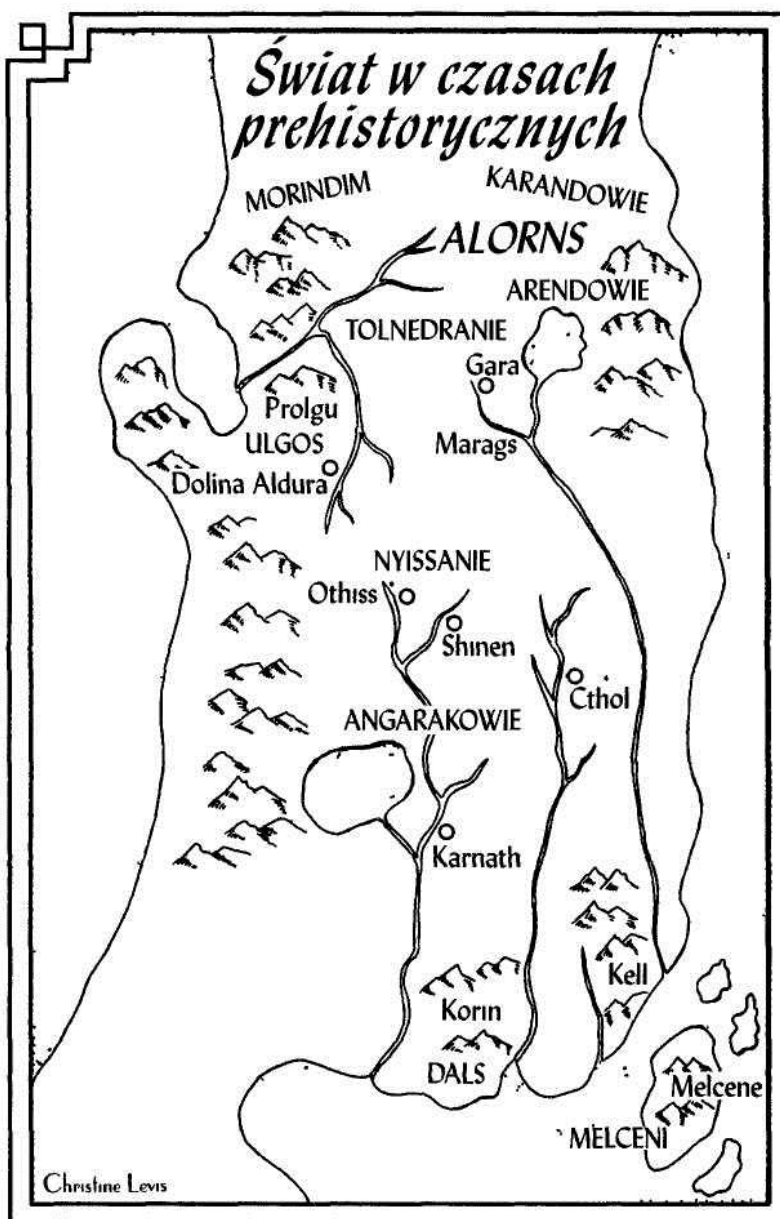 Świat w czasach
prehistorycznych
MORINDIM
KARANDOWIE
ALORNS
ARENDOWIE
TOLNEDRANIE
Gara
Prolgu
ULGOS
Marags
Dolina Aldura
NYISSANIE
Othiss
Shinen
Cthol
ANGARAKOWIE
Karnath
Kell
Korin
DALS
Melcene
MELCENI
Christine Levis